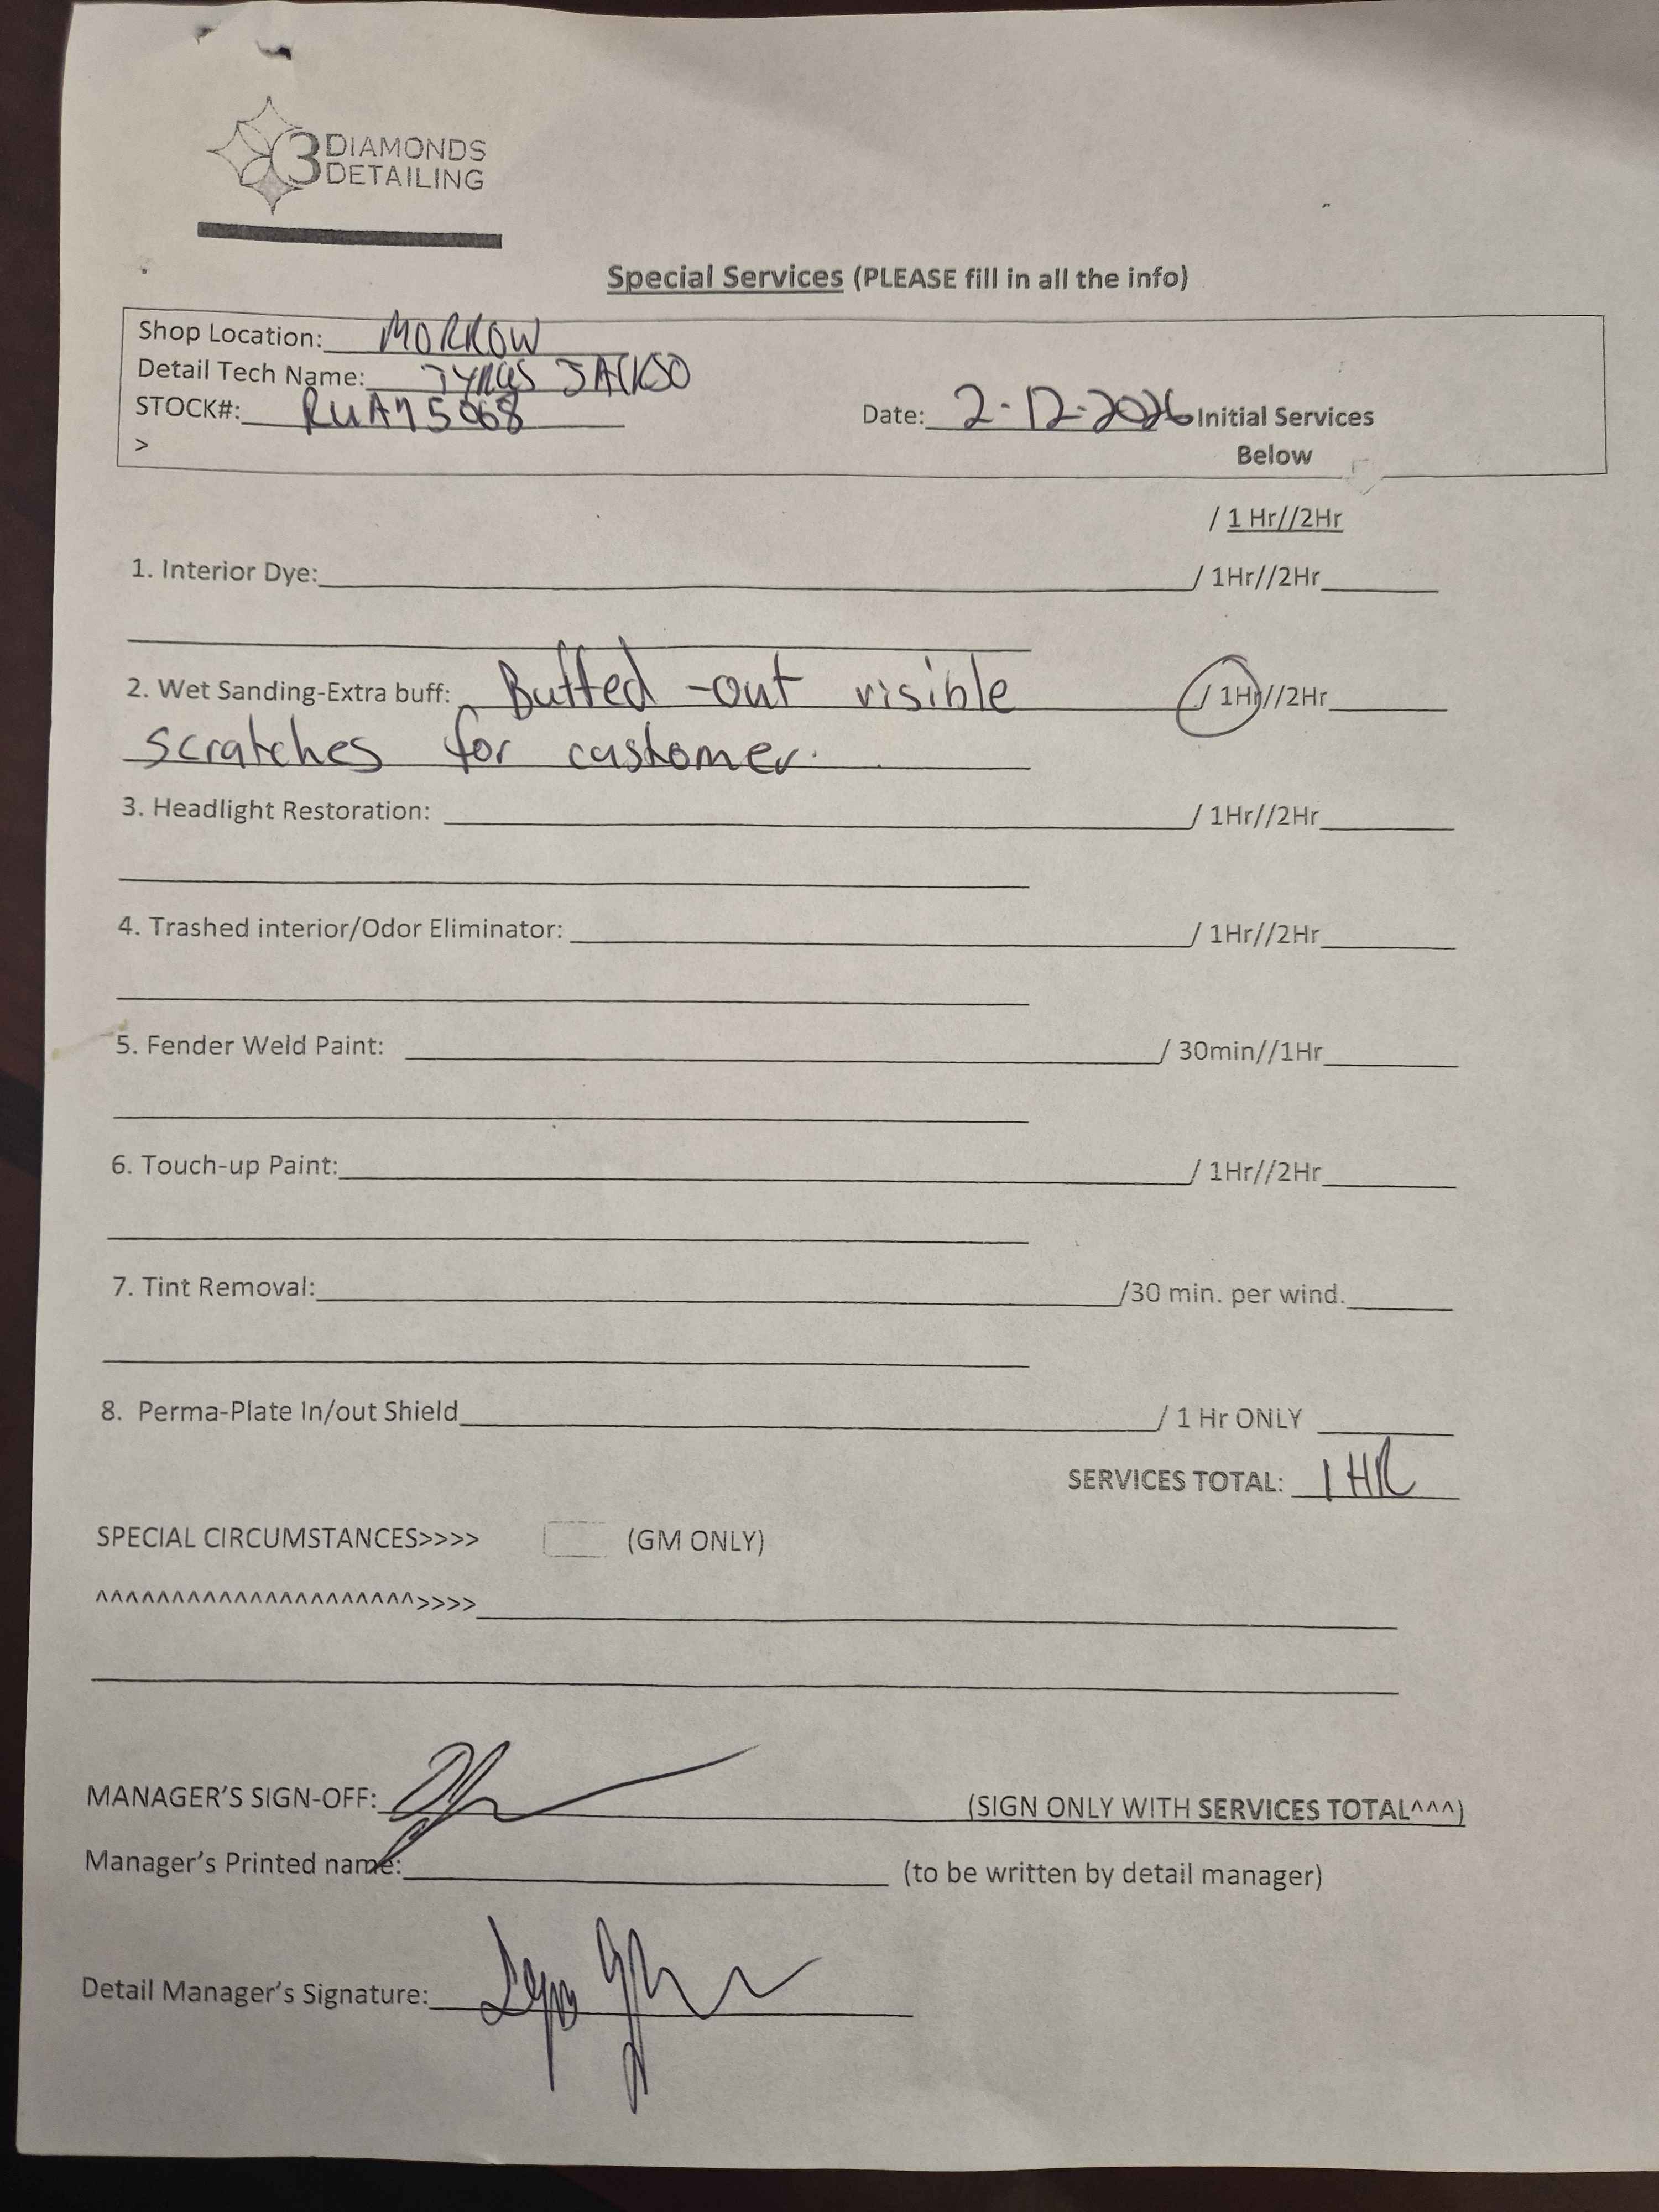 3 DIAMONDS
DETAILING
Special Services (PLEASE fill in all the info)
Shop Location: MORROW
Detail Tech Name: JACKSO
STOCK#: RUA75068
Date: 2-12-2026 Initial Services
>
Below
/ 1 Hr//2Hr
1. Interior Dye: / 1Hr//2Hr
2. Wet Sanding-Extra buff: Buffed -out visible / 1Hr//2Hr
scratches for customer.
3. Headlight Restoration: / 1Hr//2Hr
4. Trashed interior/Odor Eliminator: / 1Hr//2Hr
5. Fender Weld Paint: / 30min//1Hr
6. Touch-up Paint: / 1Hr//2Hr
7. Tint Removal: /30 min. per wind.
8. Perma-Plate In/out Shield / 1 Hr ONLY
SERVICES TOTAL: 1 HR
SPECIAL CIRCUMSTANCES>>>> (GM ONLY)
^^^^^^^^^^^^^^^^^^^^^>>>>
MANAGER'S SIGN-OFF: (SIGN ONLY WITH SERVICES TOTAL^^^)
Manager's Printed name: (to be written by detail manager)
Detail Manager's Signature: